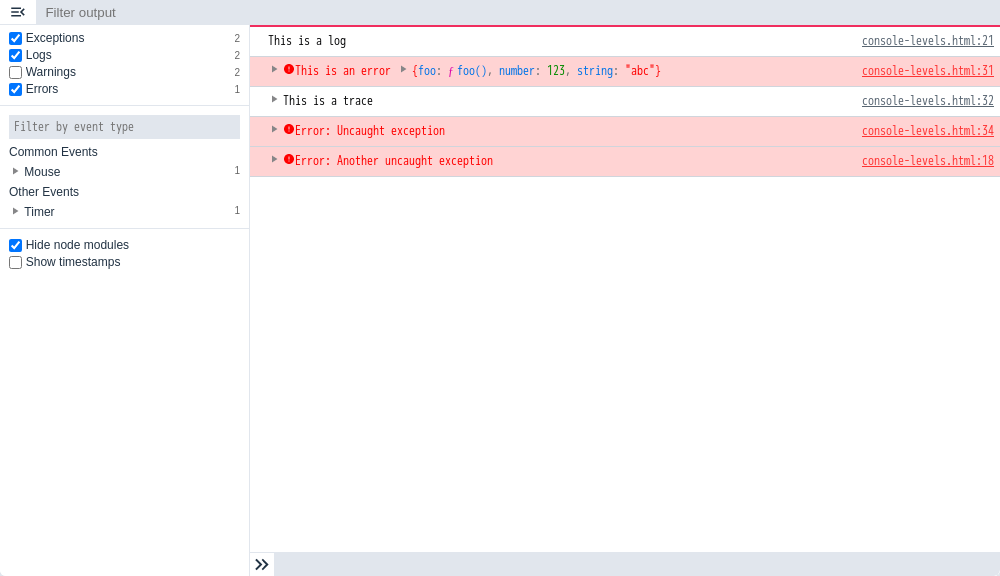 Filter output
Exceptions 2
Logs 2
Warnings 2
Errors 1
Filter by event type
Common Events
Mouse 1
Other Events
Timer 1
Hide node modules
Show timestamps
This is a log console-levels.html:21
This is an error {foo: ƒ foo(), number: 123, string: "abc"} console-levels.html:31
This is a trace console-levels.html:32
Error: Uncaught exception console-levels.html:34
Error: Another uncaught exception console-levels.html:18